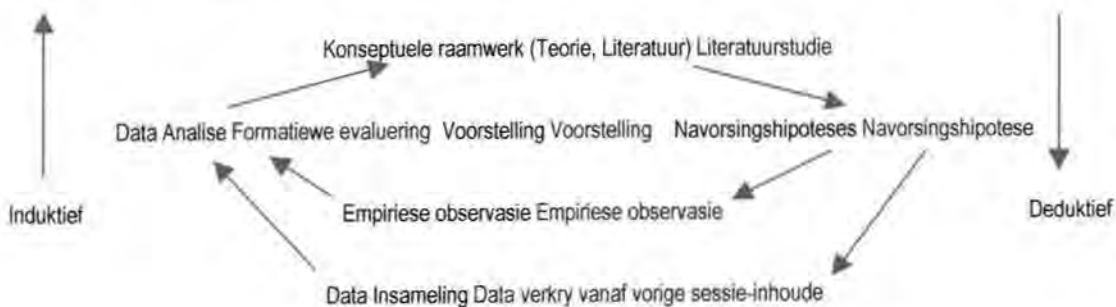 Konseptuele raamwerk (Teorie, Literatuur) Literatuurstudie
Data Analise Formatiewe evaluering Voorstelling Voorstelling Navorsingshipoteses Navorsingshipotese
Induktief
Empiriese observasie Empiriese observasie
Deduktief
Data Insameling Data verkry vanaf vorige sessie-inhoude